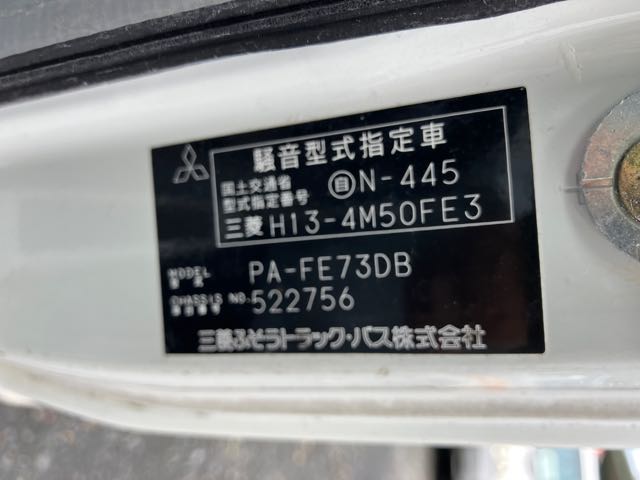 騒音型式指定車
国土交通省
型式指定番号 自N-445
三菱 H13-4M50FE3
MODEL
型式 PA-FE73DB
CHASSIS NO.
車台番号 522756
三菱ふそうトラック・バス株式会社